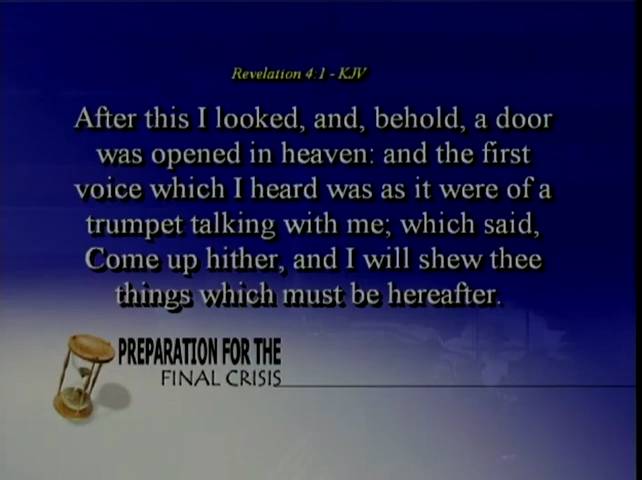 Revelation 4:1 - KJV
After this I looked, and, behold, a door
was opened in heaven: and the first
voice which I heard was as it were of a
trumpet talking with me; which said,
Come up hither, and I will shew thee
things which must be hereafter.
PREPARATION FOR THE
FINAL CRISIS